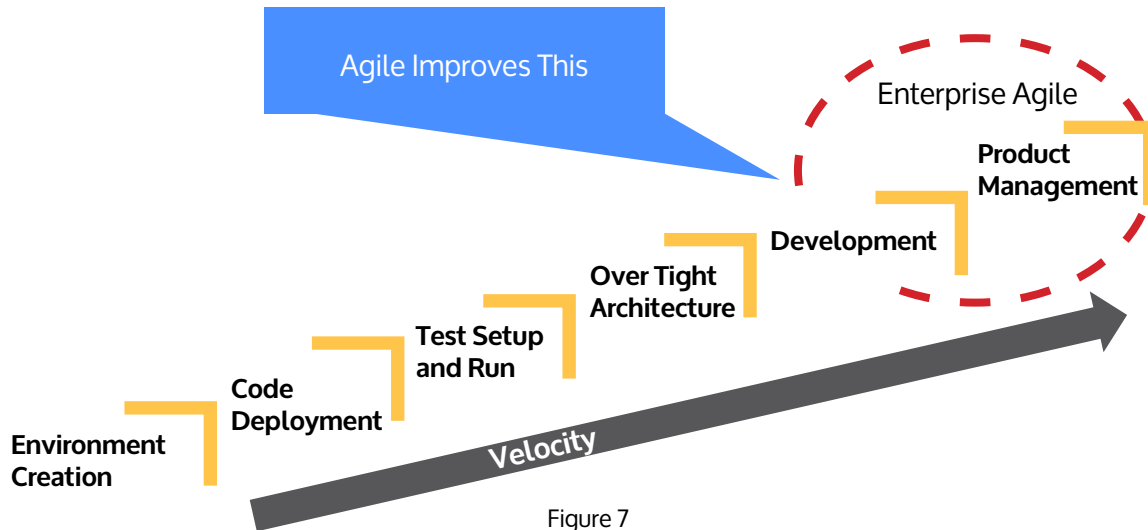 Agile Improves This
Enterprise Agile
Product
Management
Development
Over Tight
Architecture
Test Setup
and Run
Code
Deployment
Environment
Creation
Velocity
Figure 7